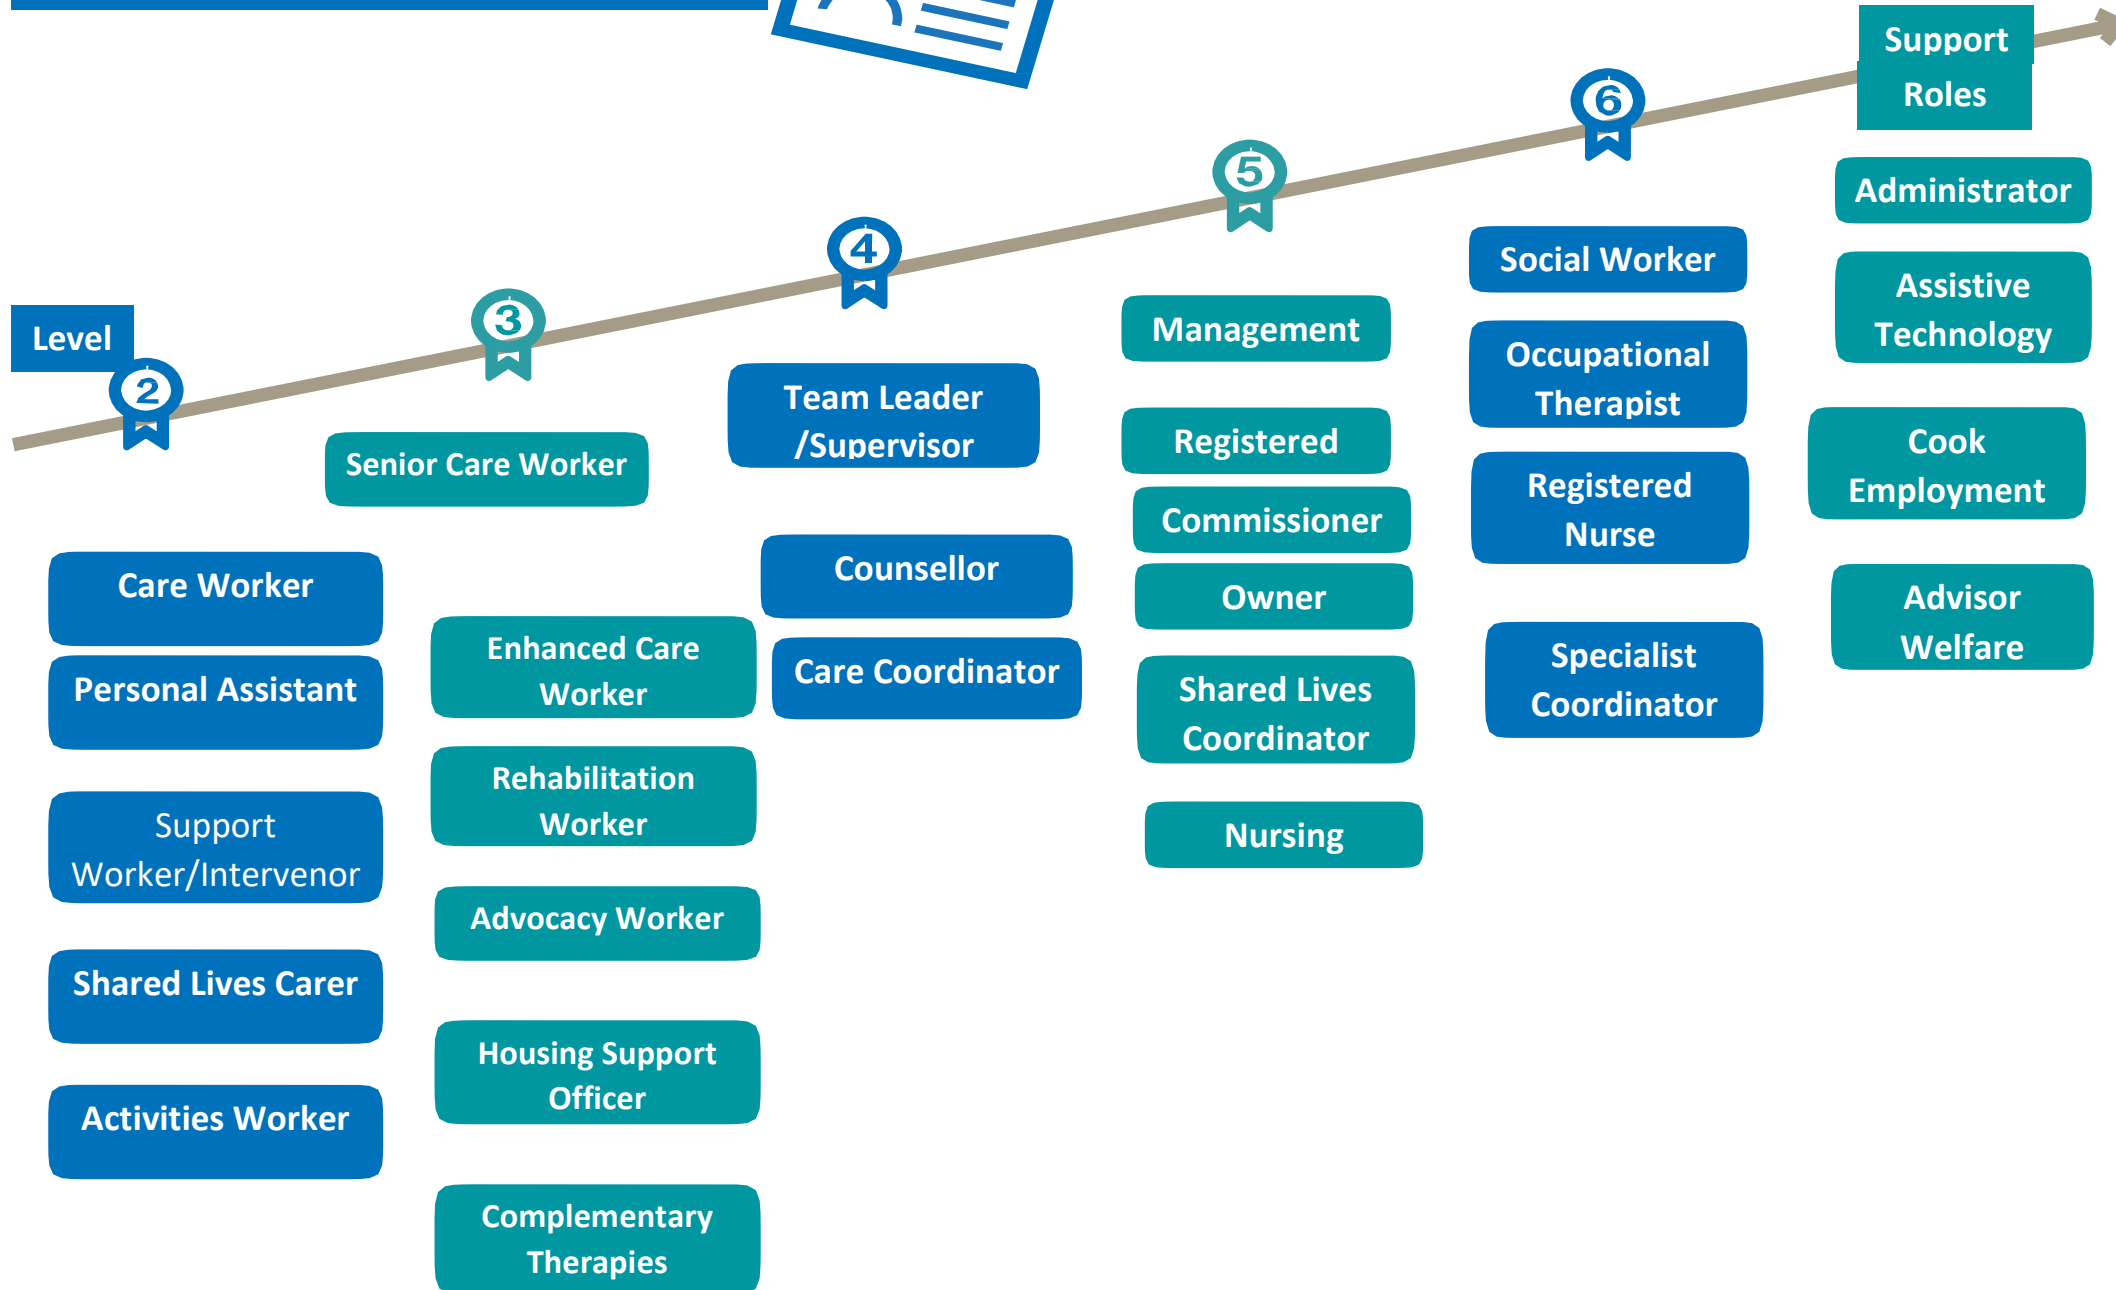 Level
2
Care Worker
Personal Assistant
Support
Worker/Intervenor
Shared Lives Carer
Activities Worker
3
Senior Care Worker
Enhanced Care
Worker
Rehabilitation
Worker
Advocacy Worker
Housing Support
Officer
Complementary
Therapies
4
Team Leader
/Supervisor
Counsellor
Care Coordinator
5
Management
Registered
Commissioner
Owner
Shared Lives
Coordinator
Nursing
6
Social Worker
Occupational
Therapist
Registered
Nurse
Specialist
Coordinator
Support
Roles
Administrator
Assistive
Technology
Cook
Employment
Advisor
Welfare